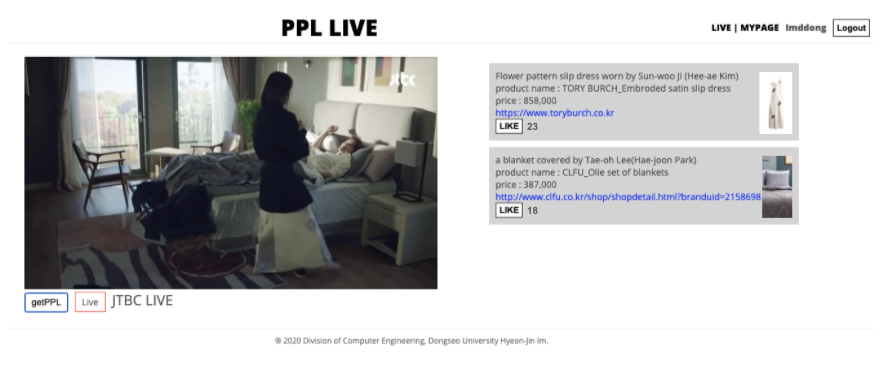 PPL LIVE
LIVE | MYPAGE Imddong Logout
jtbc
Flower pattern slip dress worn by Sun-woo Ji (Hee-ae Kim)
product name : TORY BURCH_Embroded satin slip dress
price : 858,000
https://www.toryburch.co.kr
LIKE 23
a blanket covered by Tae-oh Lee(Hae-joon Park)
product name : CLFU_Olie set of blankets
price : 387,000
http://www.clfu.co.kr/shop/shopdetail.html?branduid=2158698
LIKE 18
getPPL Live JTBC LIVE
® 2020 Division of Computer Engineering, Dongseo University Hyeon-Jin Im.